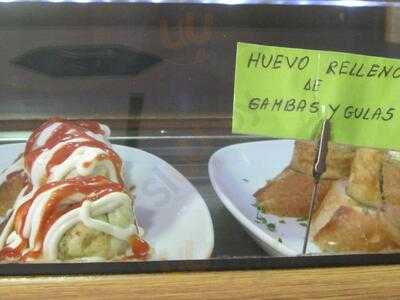 HUEVO RELLENO
DE
GAMBAS Y GULAS